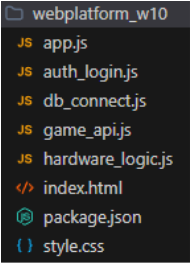 webplatform_w10
JS app.js
JS auth_login.js
JS db_connect.js
JS game_api.js
JS hardware_logic.js
</> index.html
package.json
{ } style.css